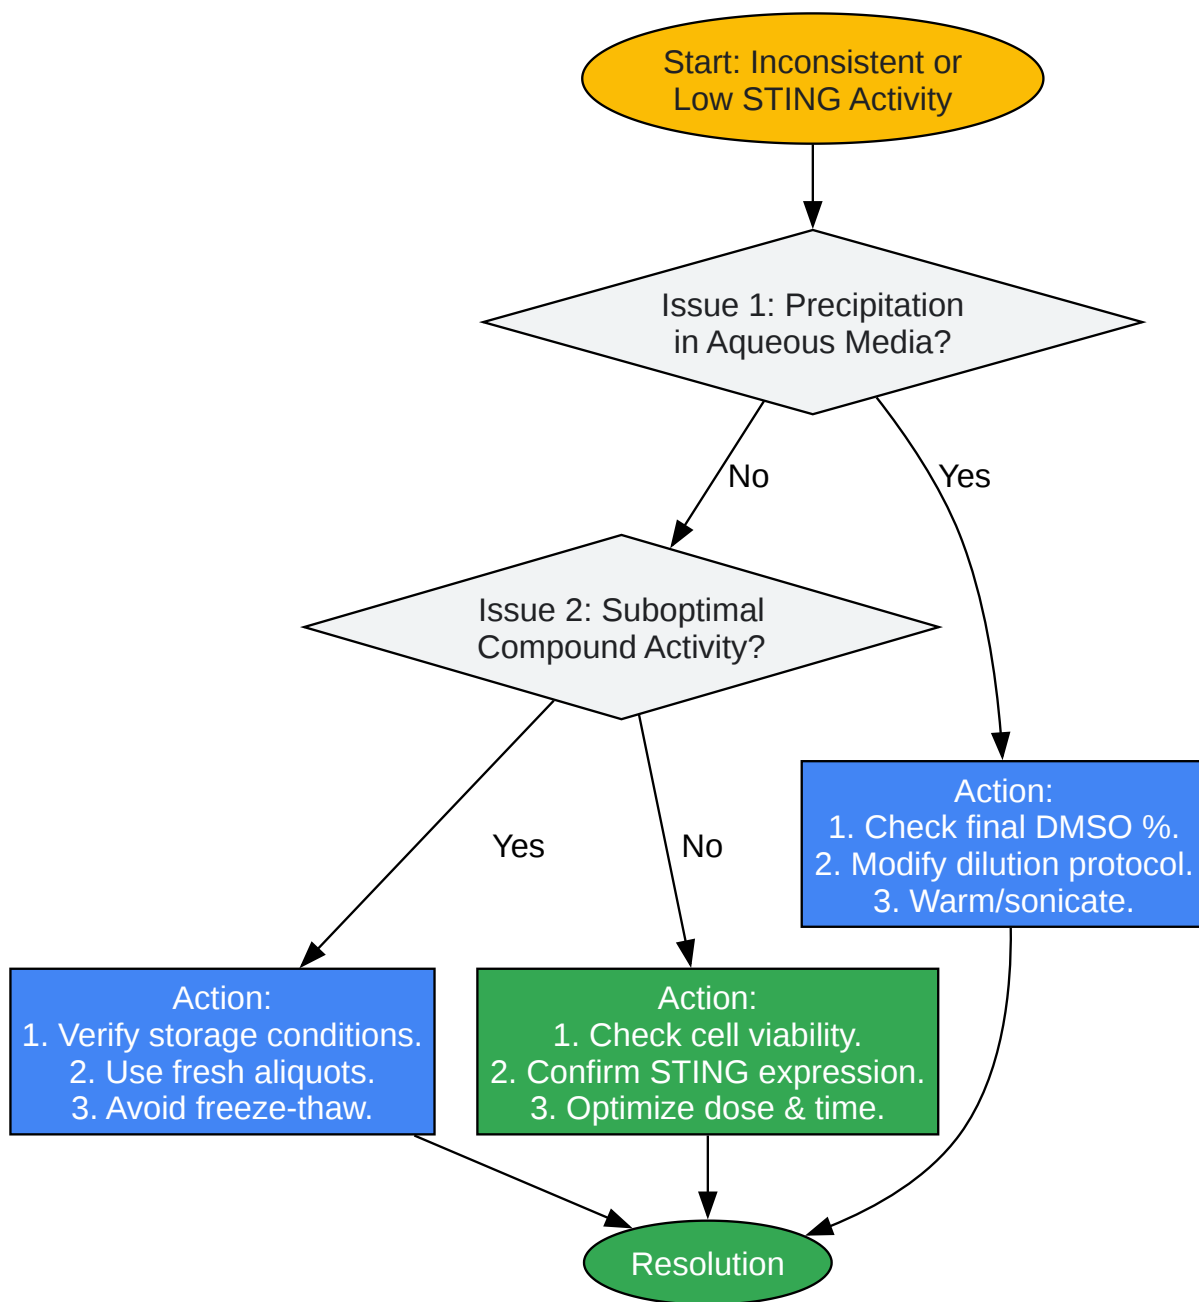 Start: Inconsistent or
Low STING Activity
Issue 1: Precipitation
in Aqueous Media?
No
Yes
Issue 2: Suboptimal
Compound Activity?
Yes
No
Action:
1. Check final DMSO %.
2. Modify dilution protocol.
3. Warm/sonicate.
Action:
1. Verify storage conditions.
2. Use fresh aliquots.
3. Avoid freeze-thaw.
Action:
1. Check cell viability.
2. Confirm STING expression.
3. Optimize dose & time.
Resolution